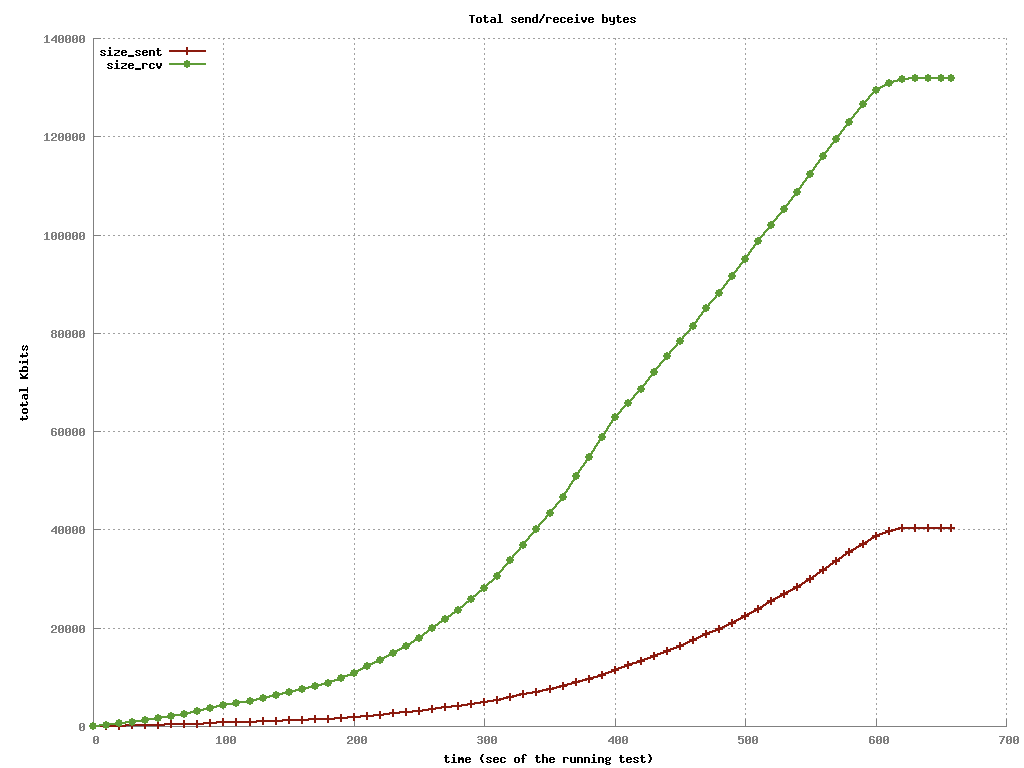 Total send/receive bytes
140000
size_sent
size_rcv
120000
100000
80000
total Kbits
60000
40000
20000
0
0 100 200 300 400 500 600 700
time (sec of the running test)